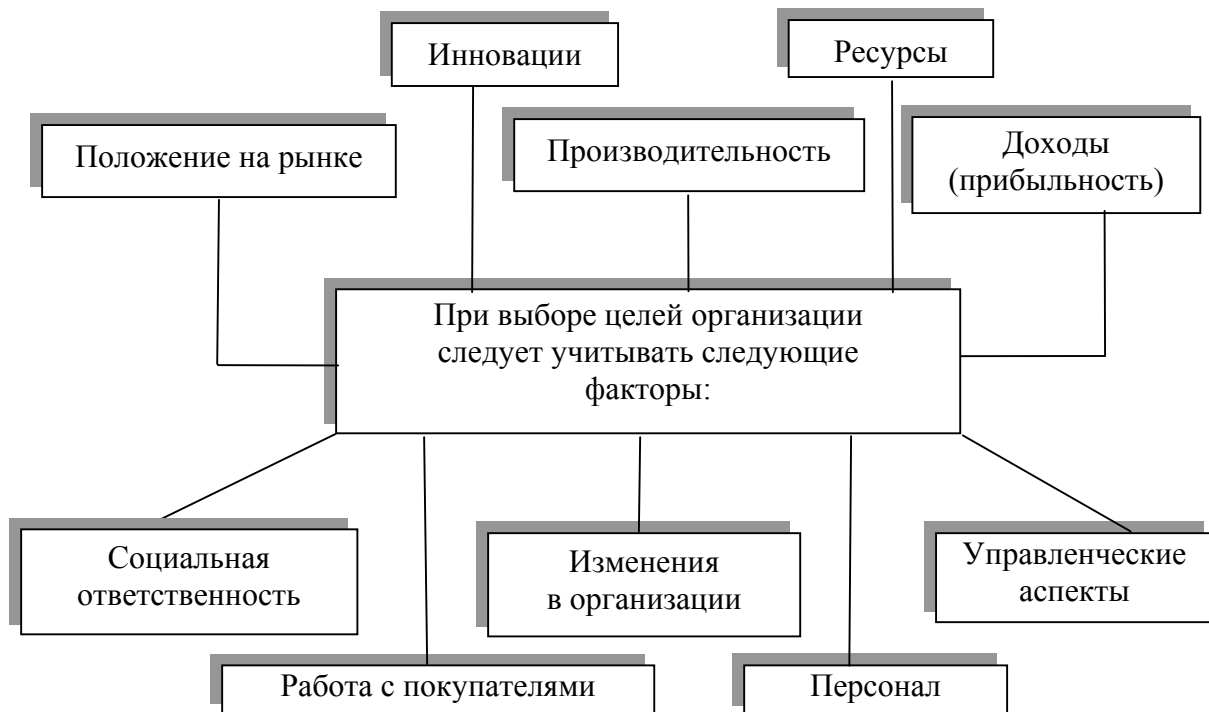 Инновации
Ресурсы
Положение на рынке
Производительность
Доходы
(прибыльность)
При выборе целей организации
следует учитывать следующие
факторы:
Социальная
ответственность
Изменения
в организации
Управленческие
аспекты
Работа с покупателями
Персонал